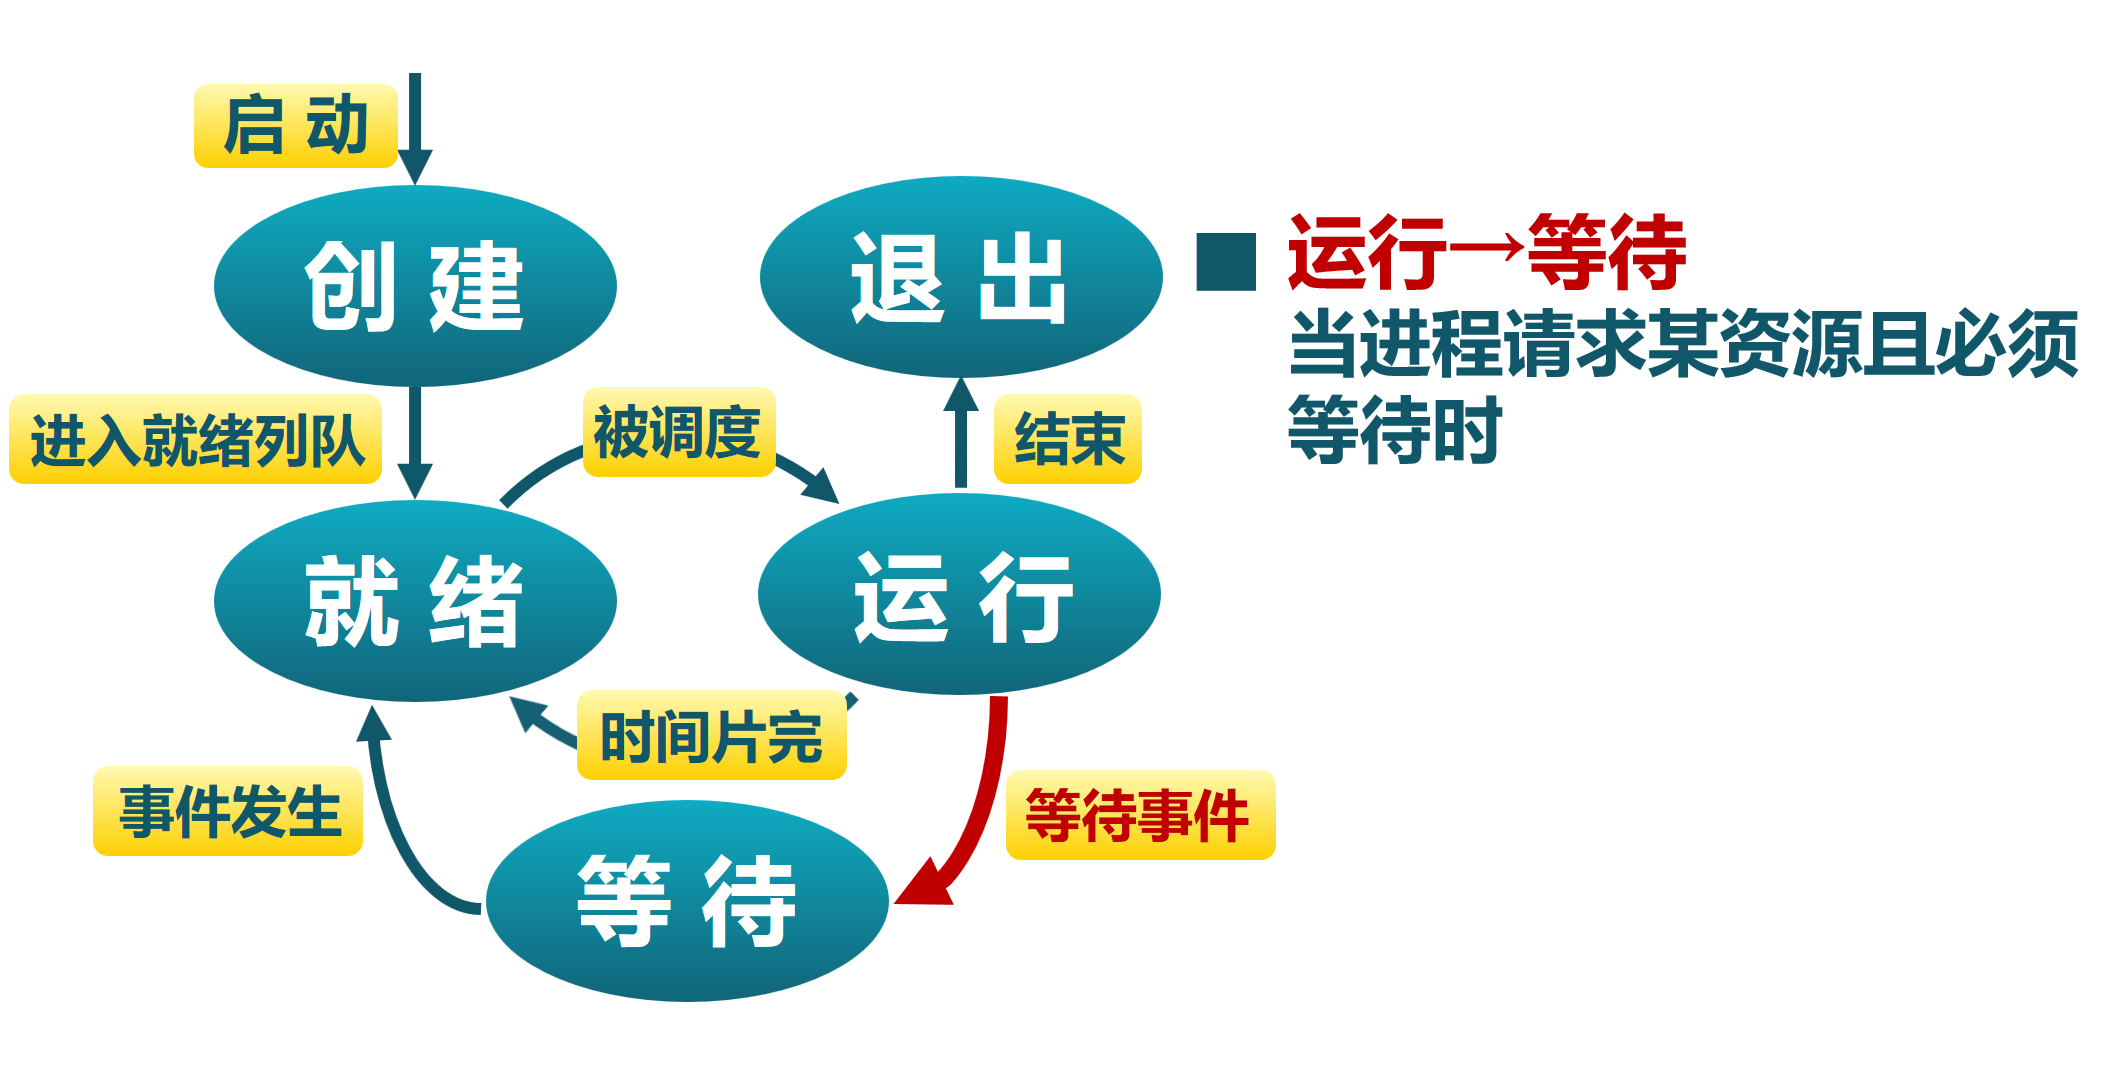 启 动
创 建
退 出
运行→等待
当进程请求某资源且必须
等待时
进入就绪列队
被调度
结束
就 绪
运 行
时间片完
事件发生
等待事件
等 待